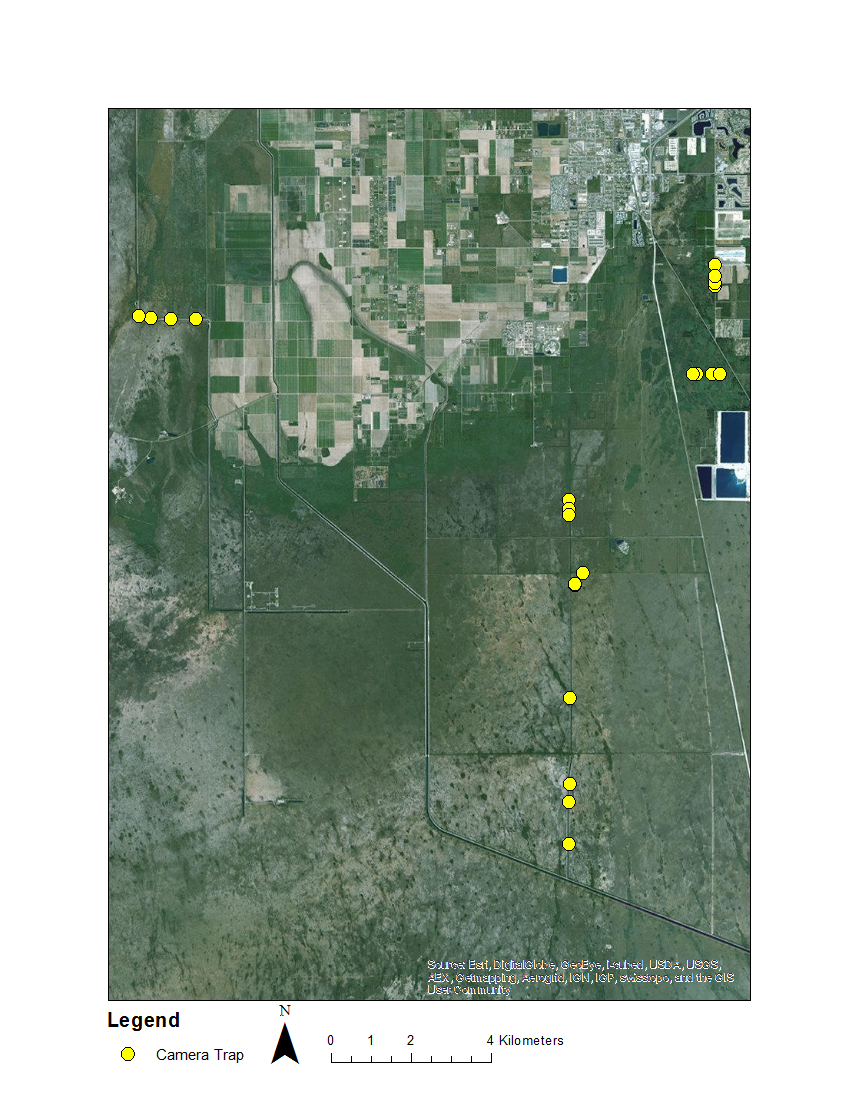 Source: Esri, DigitalGlobe, GeoEye, i-cubed, USDA, USGS,
AEX, Getmapping, Aerogrid, IGN, IGP, swisstopo, and the GIS
User Community
Legend
N
Camera Trap
0 1 2 4 Kilometers